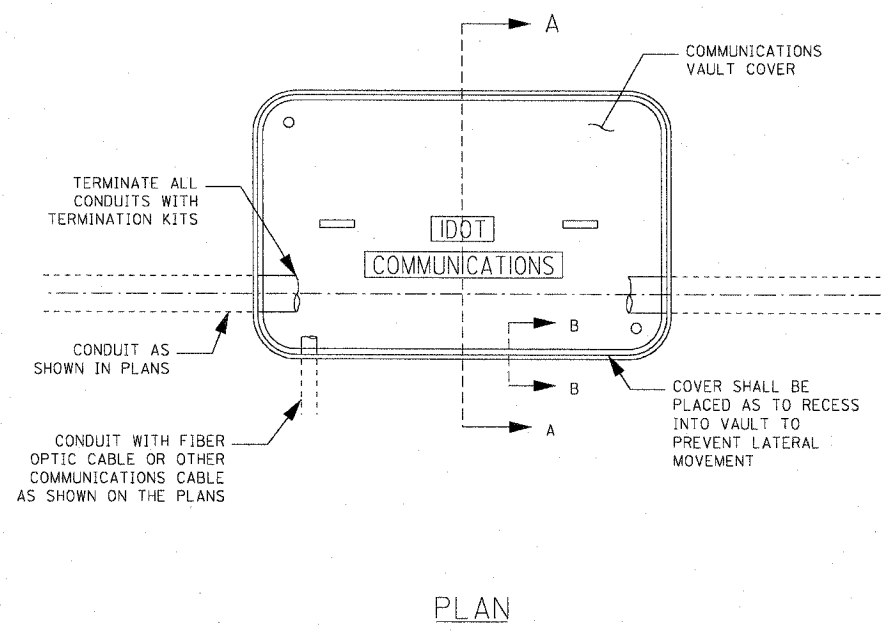 A
COMMUNICATIONS
VAULT COVER
TERMINATE ALL
CONDUITS WITH
TERMINATION KITS
IDOT
COMMUNICATIONS
B
CONDUIT AS
SHOWN IN PLANS
B
COVER SHALL BE
PLACED AS TO RECESS
INTO VAULT TO
PREVENT LATERAL
MOVEMENT
A
CONDUIT WITH FIBER
OPTIC CABLE OR OTHER
COMMUNICATIONS CABLE
AS SHOWN ON THE PLANS
PLAN